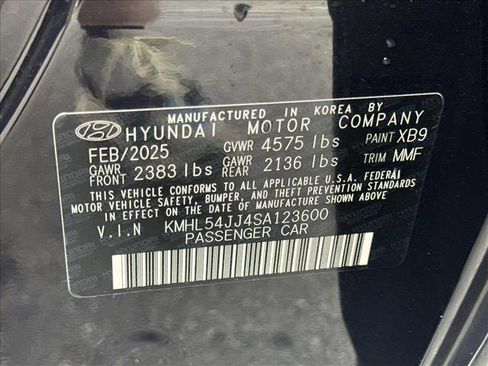 MANUFACTURED IN KOREA BY
HYUNDAI MOTOR COMPANY
FEB/2025 GVWR 4575 lbs PAINT XB9
GAWR FRONT 2383 lbs GAWR REAR 2136 lbs TRIM MMF
THIS VEHICLE CONFORMS TO ALL APPLICABLE U.S.A. FEDERAL
MOTOR VEHICLE SAFETY, BUMPER, AND THEFT PREVENTION STANDARDS
IN EFFECT ON THE DATE OF MANUFACTURE SHOWN ABOVE.
V.I.N KMHL54JJ4SA123600
PASSENGER CAR